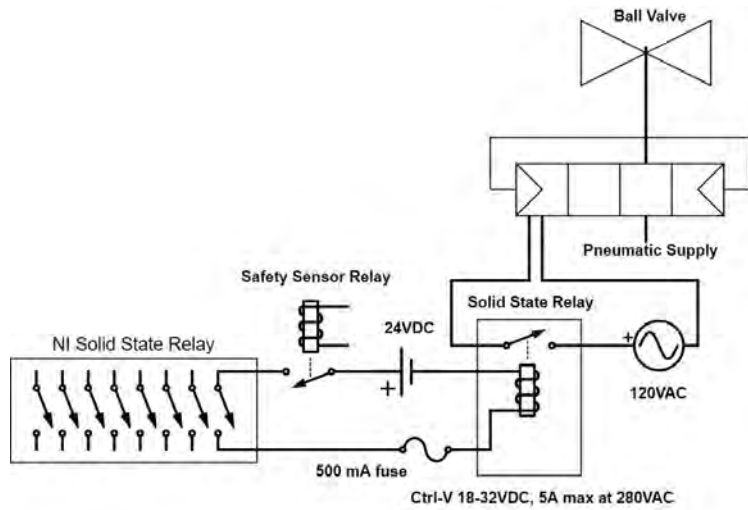 Ball Valve
Pneumatic Supply
Safety Sensor Relay
Solid State Relay
24VDC
NI Solid State Relay
+
+
120VAC
500 mA fuse
Ctrl-V 18-32VDC, 5A max at 280VAC